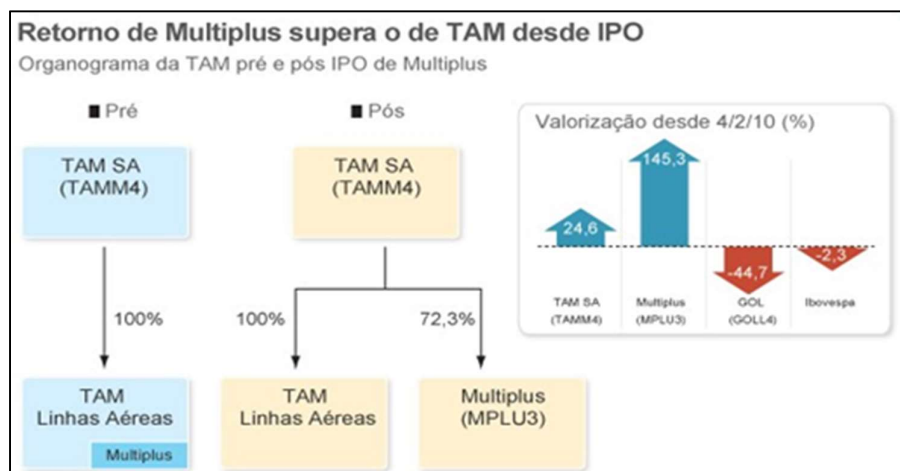 Retorno de Multiplus supera o de TAM desde IPO
Organograma da TAM pré e pós IPO de Multiplus
Pré
Pós
TAM SA
(TAMM4)
TAM SA
(TAMM4)
100%
100%
72,3%
TAM
Linhas Aéreas
Multiplus
TAM
Linhas Aéreas
Multiplus
(MPLU3)
Valorização desde 4/2/10 (%)
24,6
145,3
-44,7
-2,3
TAM SA
(TAMM4)
Multiplus
(MPLU3)
GOL
(GOLL4)
Ibovespa